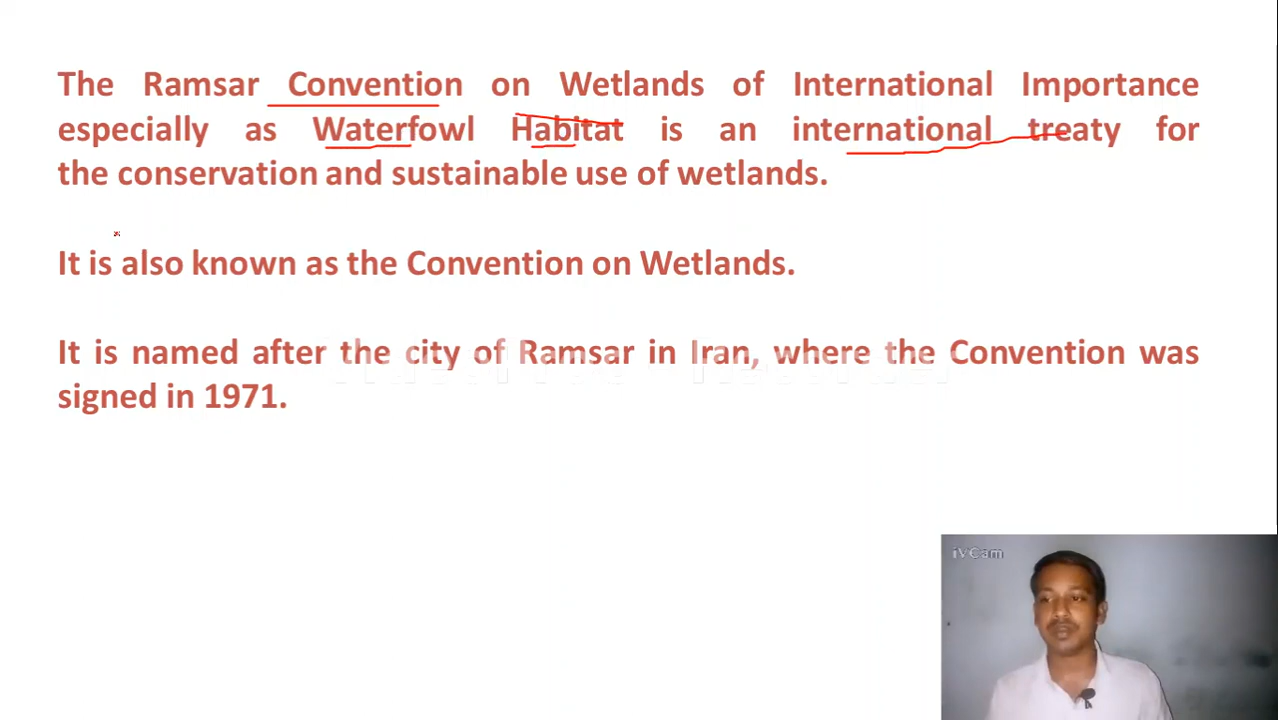 The Ramsar Convention on Wetlands of International Importance
especially as Waterfowl Habitat is an international treaty for
the conservation and sustainable use of wetlands.
It is also known as the Convention on Wetlands.
It is named after the city of Ramsar in Iran, where the Convention was
signed in 1971.
iVCam